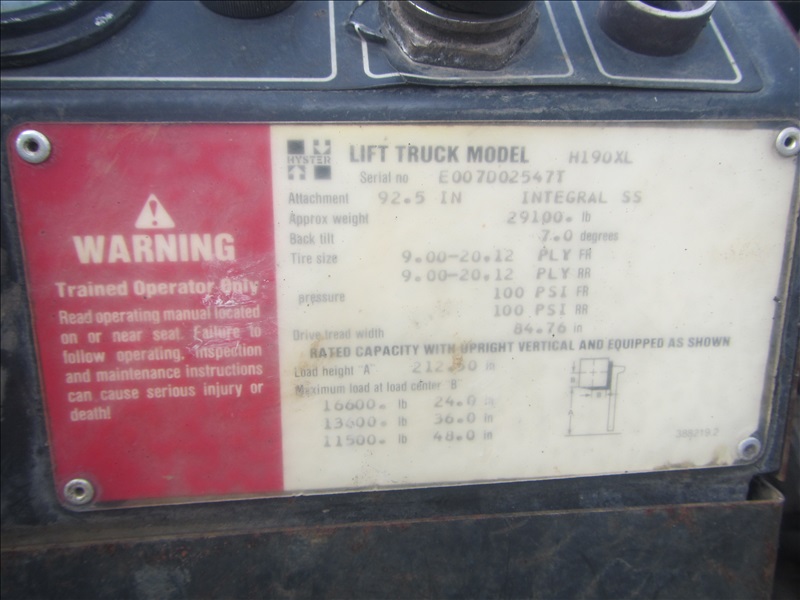 WARNING
Trained Operator Only
Read operating manual located
on or near seat. Failure to
follow operating, inspection
and maintenance instructions
can cause serious injury or
death!
HYSTER
LIFT TRUCK MODEL H190XL
Serial no E007D02547T
Attachment 92.5 IN INTEGRAL SS
Approx weight 29100. lb
Back tilt 7.0 degrees
Tire size 9.00-20.12 PLY FR
9.00-20.12 PLY RR
pressure 100 PSI FR
100 PSI RR
Drive tread width 84.76 in
RATED CAPACITY WITH UPRIGHT VERTICAL AND EQUIPPED AS SHOWN
Load height "A" in
Maximum load at load center B
16600. lb 24.0 in
13600. lb 36.0 in
11500. lb 48.0 in